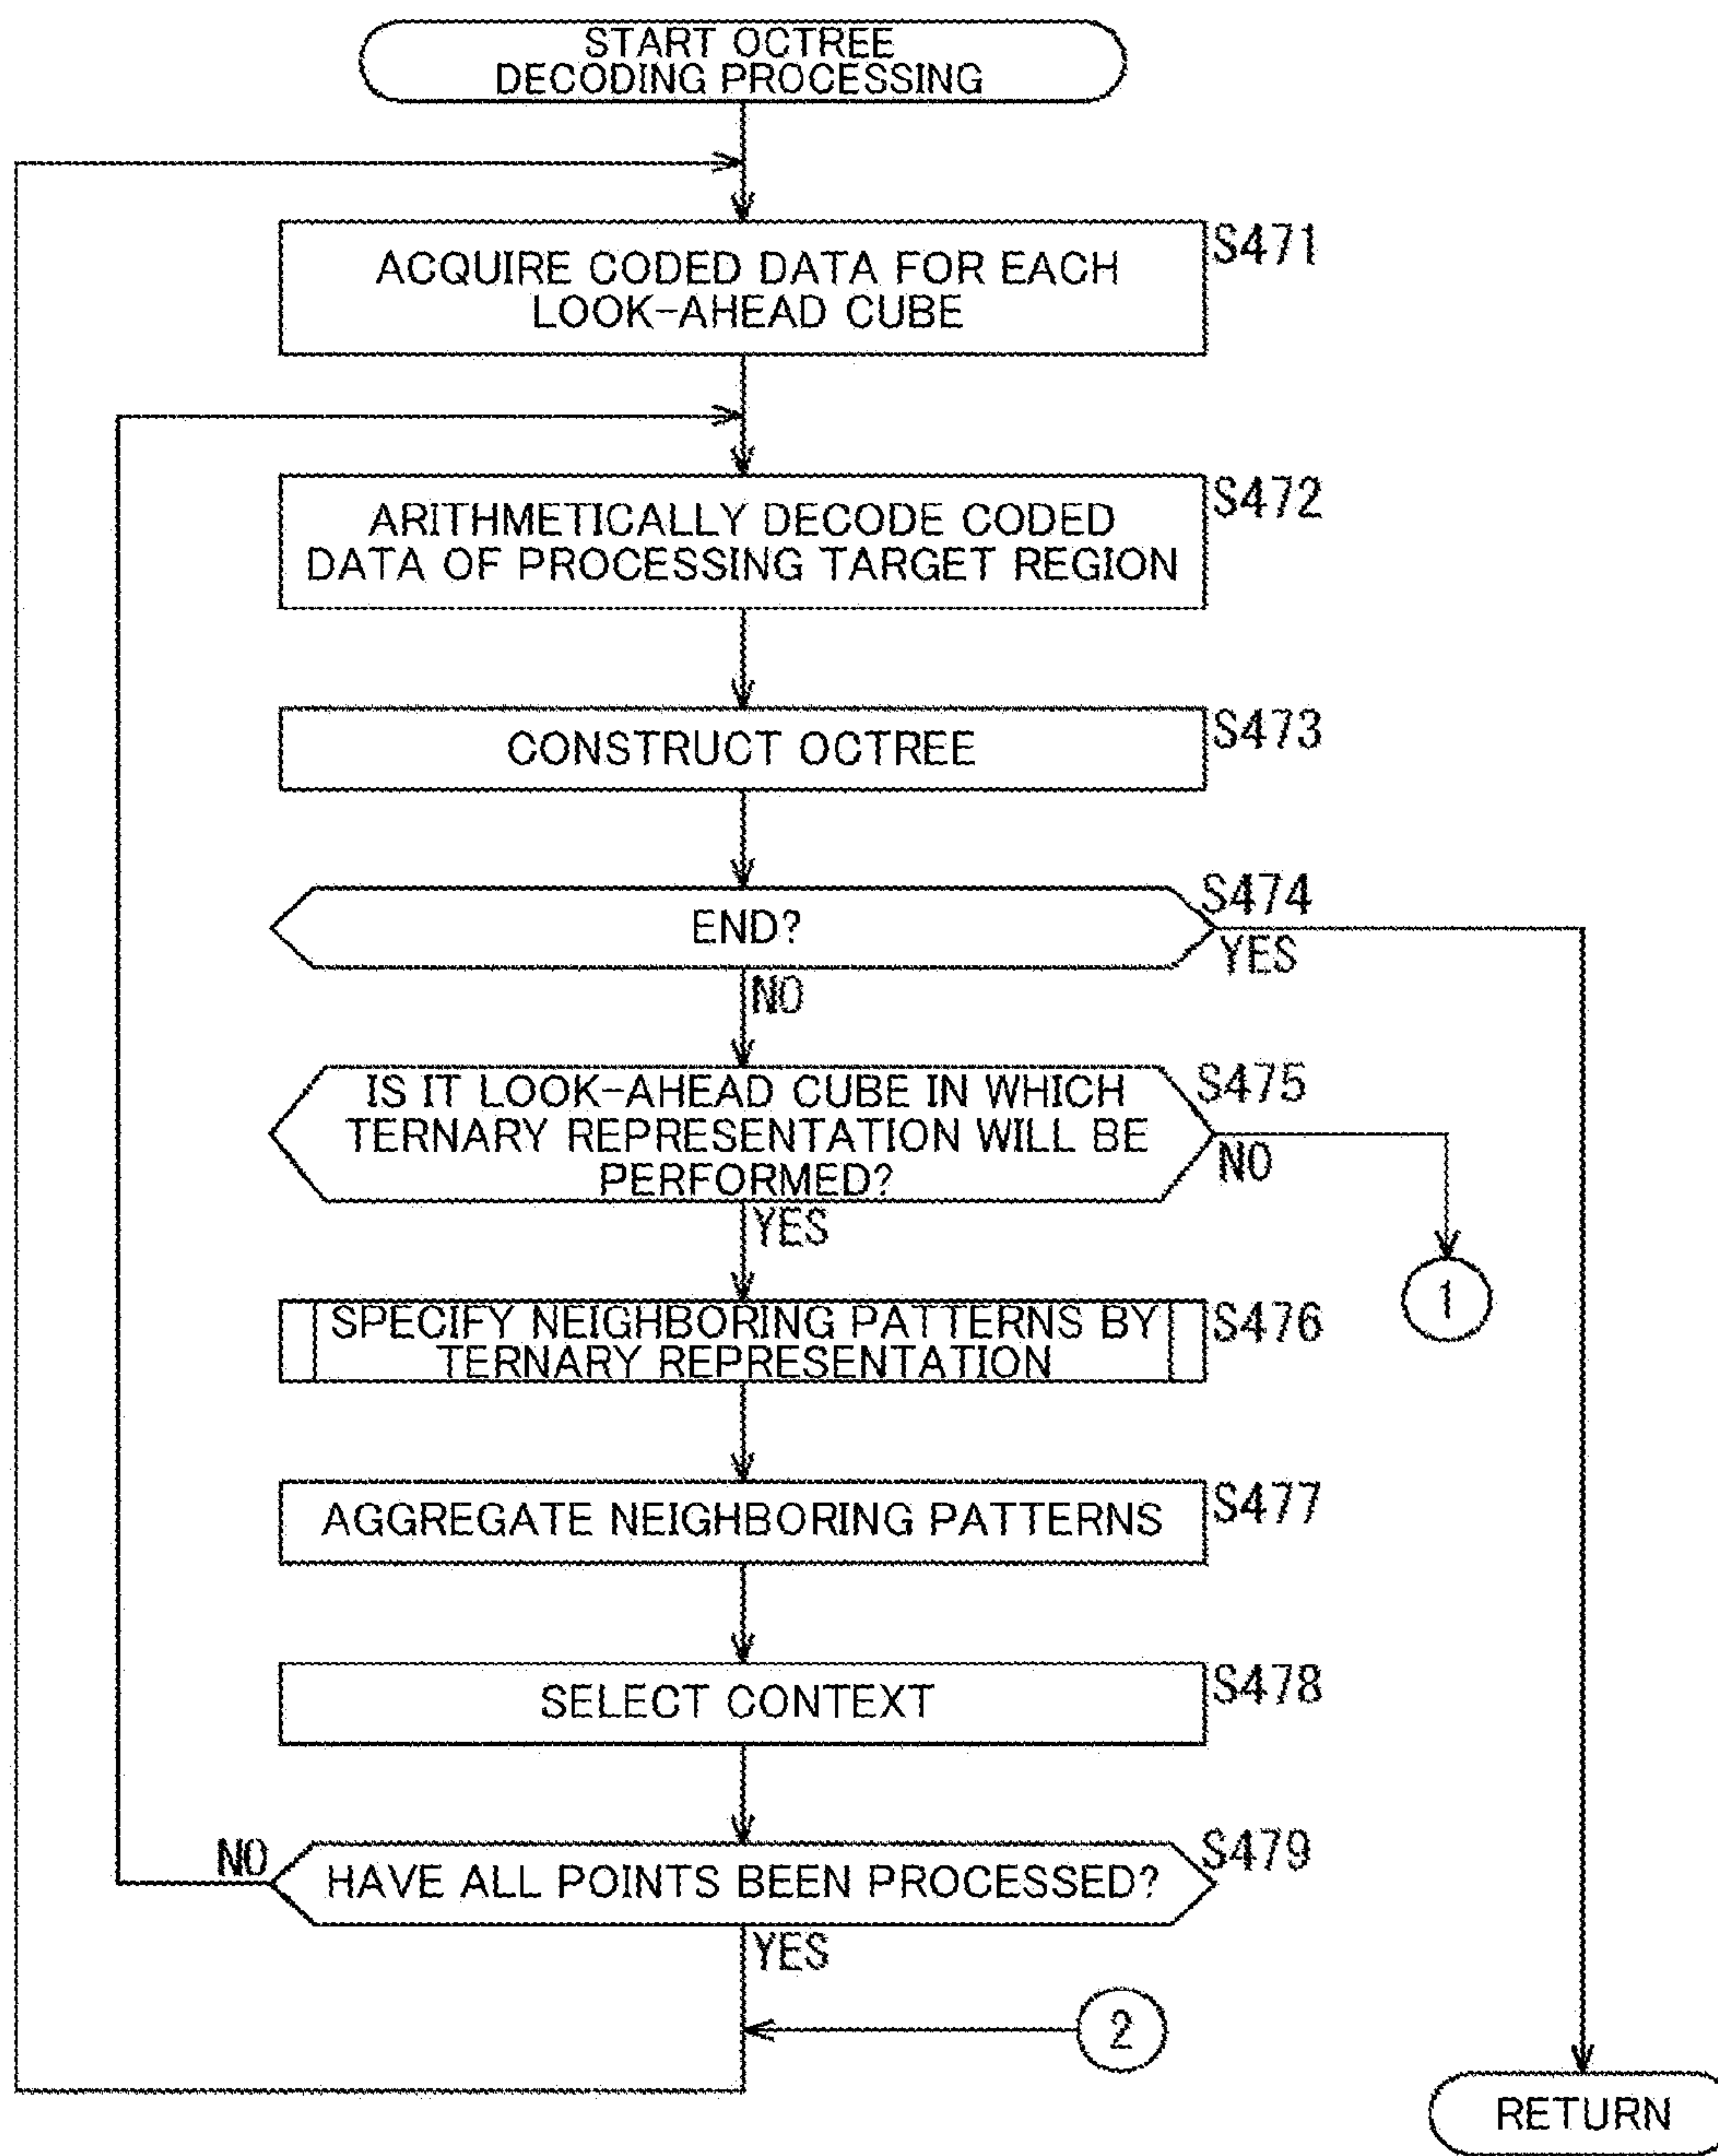 START OCTREE
DECODING PROCESSING
S471
ACQUIRE CODED DATA FOR EACH
LOOK-AHEAD CUBE
S472
ARITHMETICALLY DECODE CODED
DATA OF PROCESSING TARGET REGION
S473
CONSTRUCT OCTREE
S474
END?
YES
NO
S475
IS IT LOOK-AHEAD CUBE IN WHICH
TERNARY REPRESENTATION WILL BE
PERFORMED?
NO
YES
1
S476
SPECIFY NEIGHBORING PATTERNS BY
TERNARY REPRESENTATION
S477
AGGREGATE NEIGHBORING PATTERNS
S478
SELECT CONTEXT
S479
NO
HAVE ALL POINTS BEEN PROCESSED?
YES
2
RETURN